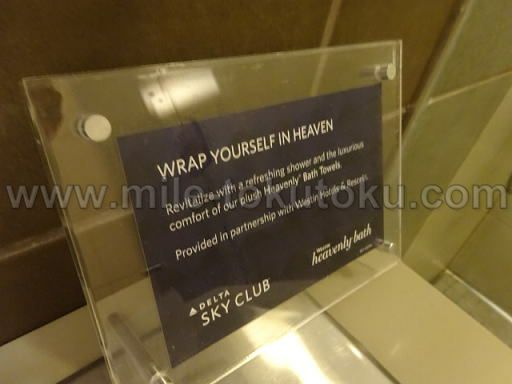 WRAP YOURSELF IN HEAVEN
Revitalize with a refreshing shower and the luxurious
comfort of our plush Heavenly® Bath Towels.
Provided in partnership with Westin Hotels & Resorts.
www.mile-tokutoku.com
WESTIN
heavenly bath
DELTA
SKY CLUB